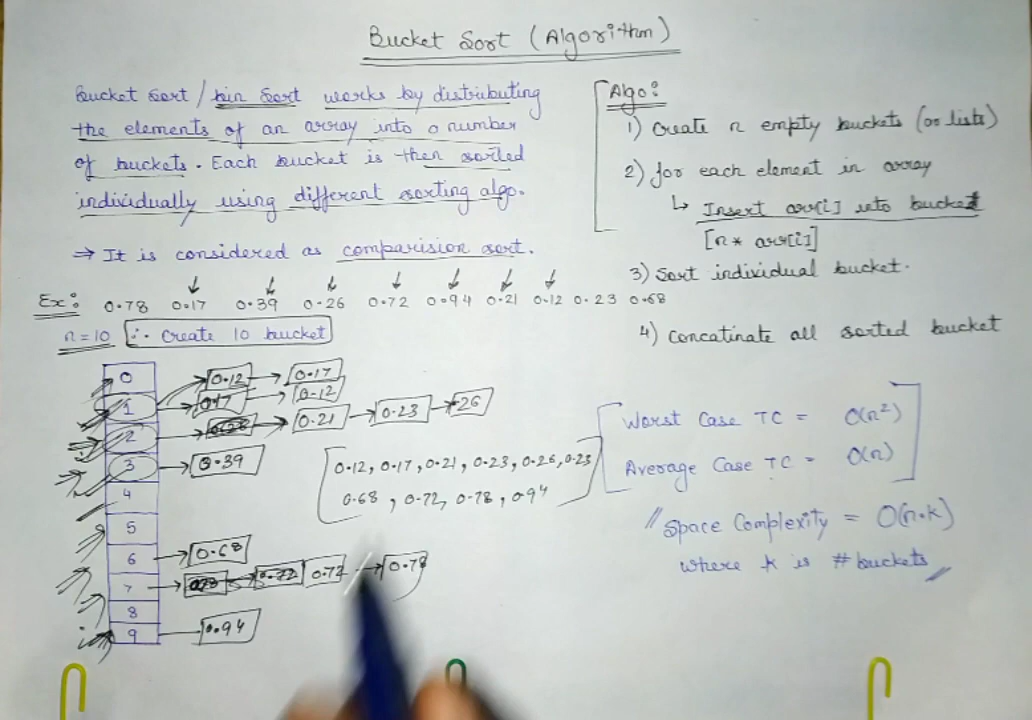 Bucket Sort (Algorithm)
Bucket Sort / bin Sort works by distributing
the elements of an array into a number
of buckets. Each bucket is then sorted
individually using different sorting algo.
⇒ It is considered as comparision sort.
Ex: 0.78 0.17 0.39 0.26 0.72 0.94 0.21 0.12 0.23 0.68
n=10 ∴ Create 10 bucket
0
1
2
3
4
5
6
7
8
9
0.12 → 0.17
0.17 → 0.12
0.21 → 0.23 → 26
0.39
0.68
0.72 0.72 → 0.78
0.94
0.12, 0.17, 0.21, 0.23, 0.26, 0.23
0.68, 0.72, 0.78, 0.94
Algo:
1) Create n empty buckets (or lists)
2) for each element in array
↳ Insert arr[i] into bucket
[n* arr[i]]
3) Sort individual bucket.
4) Concatinate all sorted bucket
Worst Case TC = O(n²)
Average Case TC = O(n)
// Space Complexity = O(n·k)
where k is # buckets //